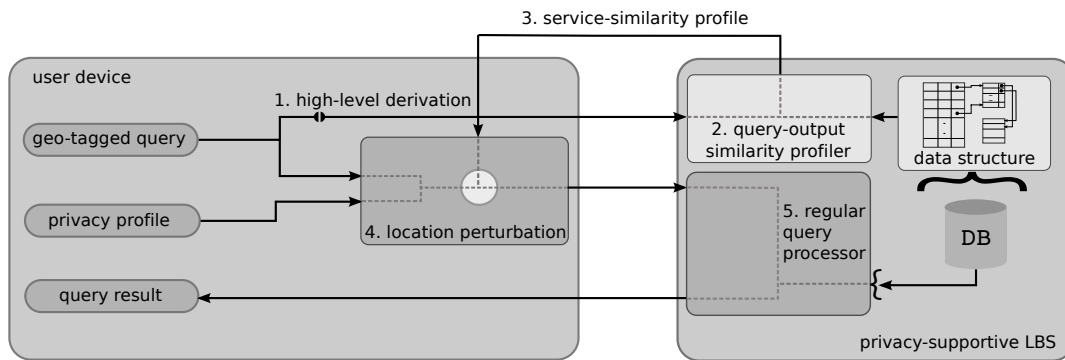 3. service-similarity profile
user device
1. high-level derivation
geo-tagged query
2. query-output
similarity profiler
data structure
privacy profile
4. location perturbation
5. regular
query
processor
DB
query result
privacy-supportive LBS